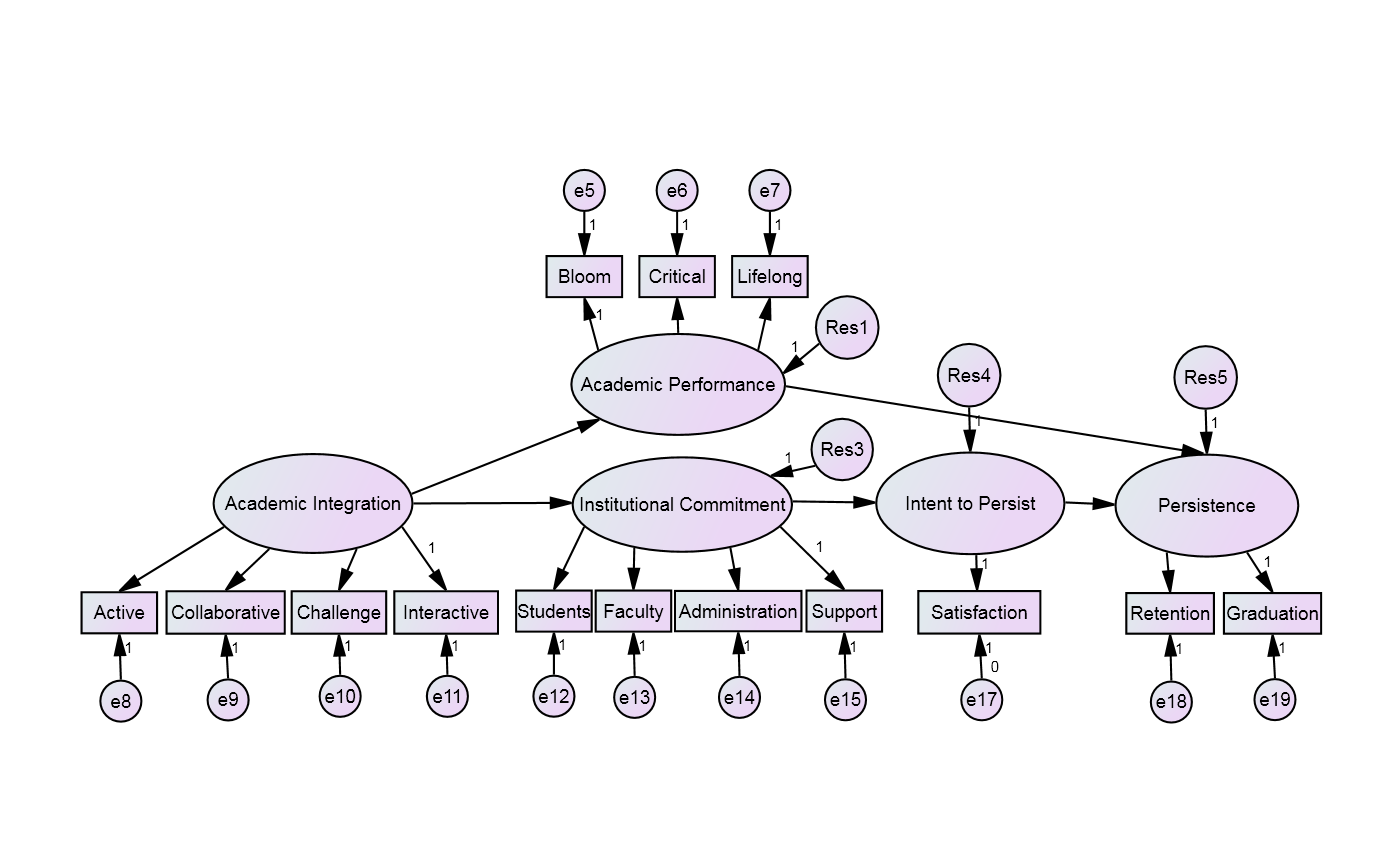 e5 e6 e7
1 1 1
Bloom Critical Lifelong
1
Res1
1
Academic Performance
Res4 Res5
1 1
Res3
1
Academic Integration Institutional Commitment Intent to Persist Persistence
1 1 1 1
Active Collaborative Challenge Interactive Students Faculty Administration Support Satisfaction Retention Graduation
1 1 1 1 1 1 1 1 1 1 1
0
e8 e9 e10 e11 e12 e13 e14 e15 e17 e18 e19